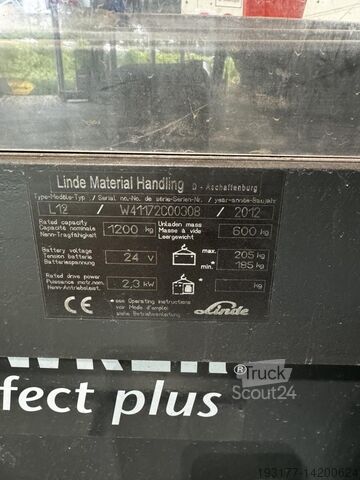 Linde Material Handling D - Aschaffenburg
Type-Modèle-Typ / Serial no.-No. de série-Serien-Nr. / year-année-Baujahr
L12 / W41172C00308 / 2012
Rated capacity
Capacité nominale
Nenn-Tragfähigkeit
1200 kg
Unladen mass
Masse à vide
Leergewicht
600 kg
Battery voltage
Tension batterie
Batteriespannung
24 V
max. 205 kg
min. 185 kg
Rated drive power
Puissance motr.nom.
Nenn-Antriebsleist.
2,3 kW
kg
CE
* see Operating instructions
voir Mode d'emploi
siehe Betriebsanleitung
Linde
fect plus
®Truck
Scout24
193177-14200624